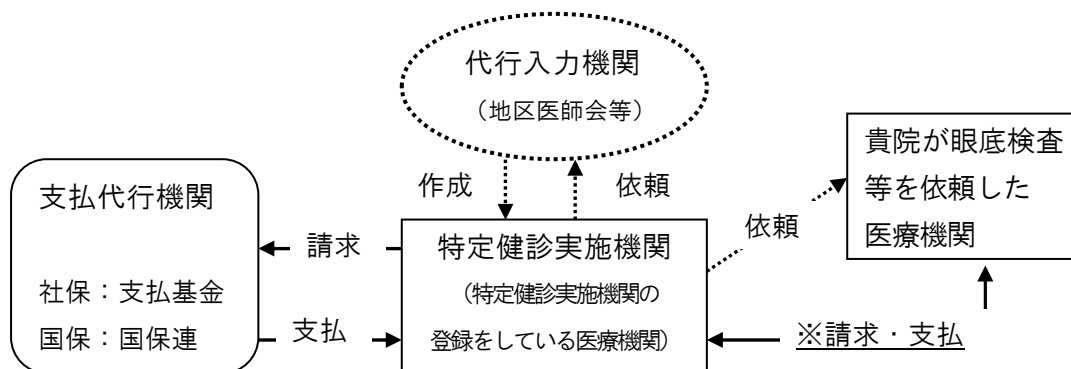 代行入力機関
（地区医師会等）
貴院が眼底検査
等を依頼した
医療機関
支払代行機関
社保：支払基金
国保：国保連
作成
依頼
請求
支払
特定健診実施機関
（特定健診実施機関の
登録をしている医療機関）
依頼
※請求・支払